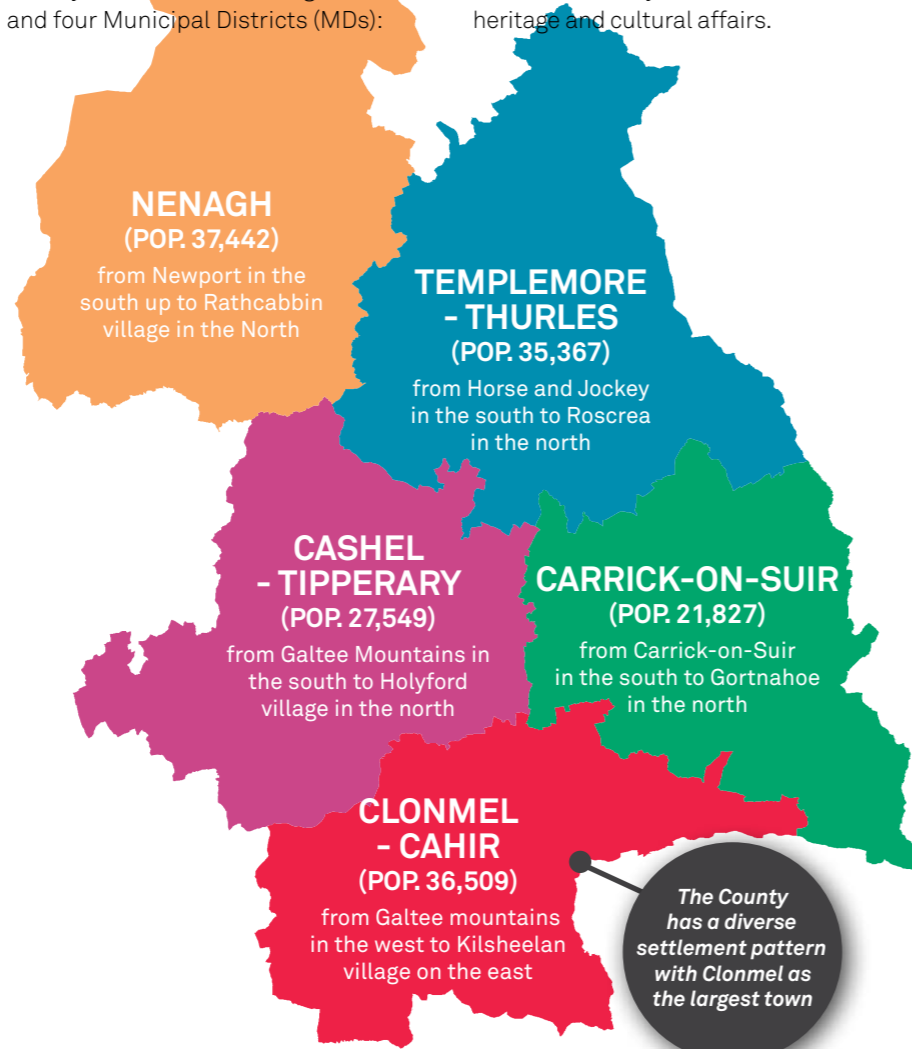 and four Municipal Districts (MDs):
heritage and cultural affairs.
NENAGH
(POP. 37,442)
from Newport in the
south up to Rathcabbin
village in the North
TEMPLEMORE
- THURLES
(POP. 35,367)
from Horse and Jockey
in the south to Roscrea
in the north
CASHEL
- TIPPERARY
(POP. 27,549)
from Galtee Mountains in
the south to Holyford
village in the north
CARRICK-ON-SUIR
(POP. 21,827)
from Carrick-on-Suir
in the south to Gortnahoe
in the north
CLONMEL
- CAHIR
(POP. 36,509)
from Galtee mountains
in the west to Kilsheelan
village on the east
The County
has a diverse
settlement pattern
with Clonmel as
the largest town